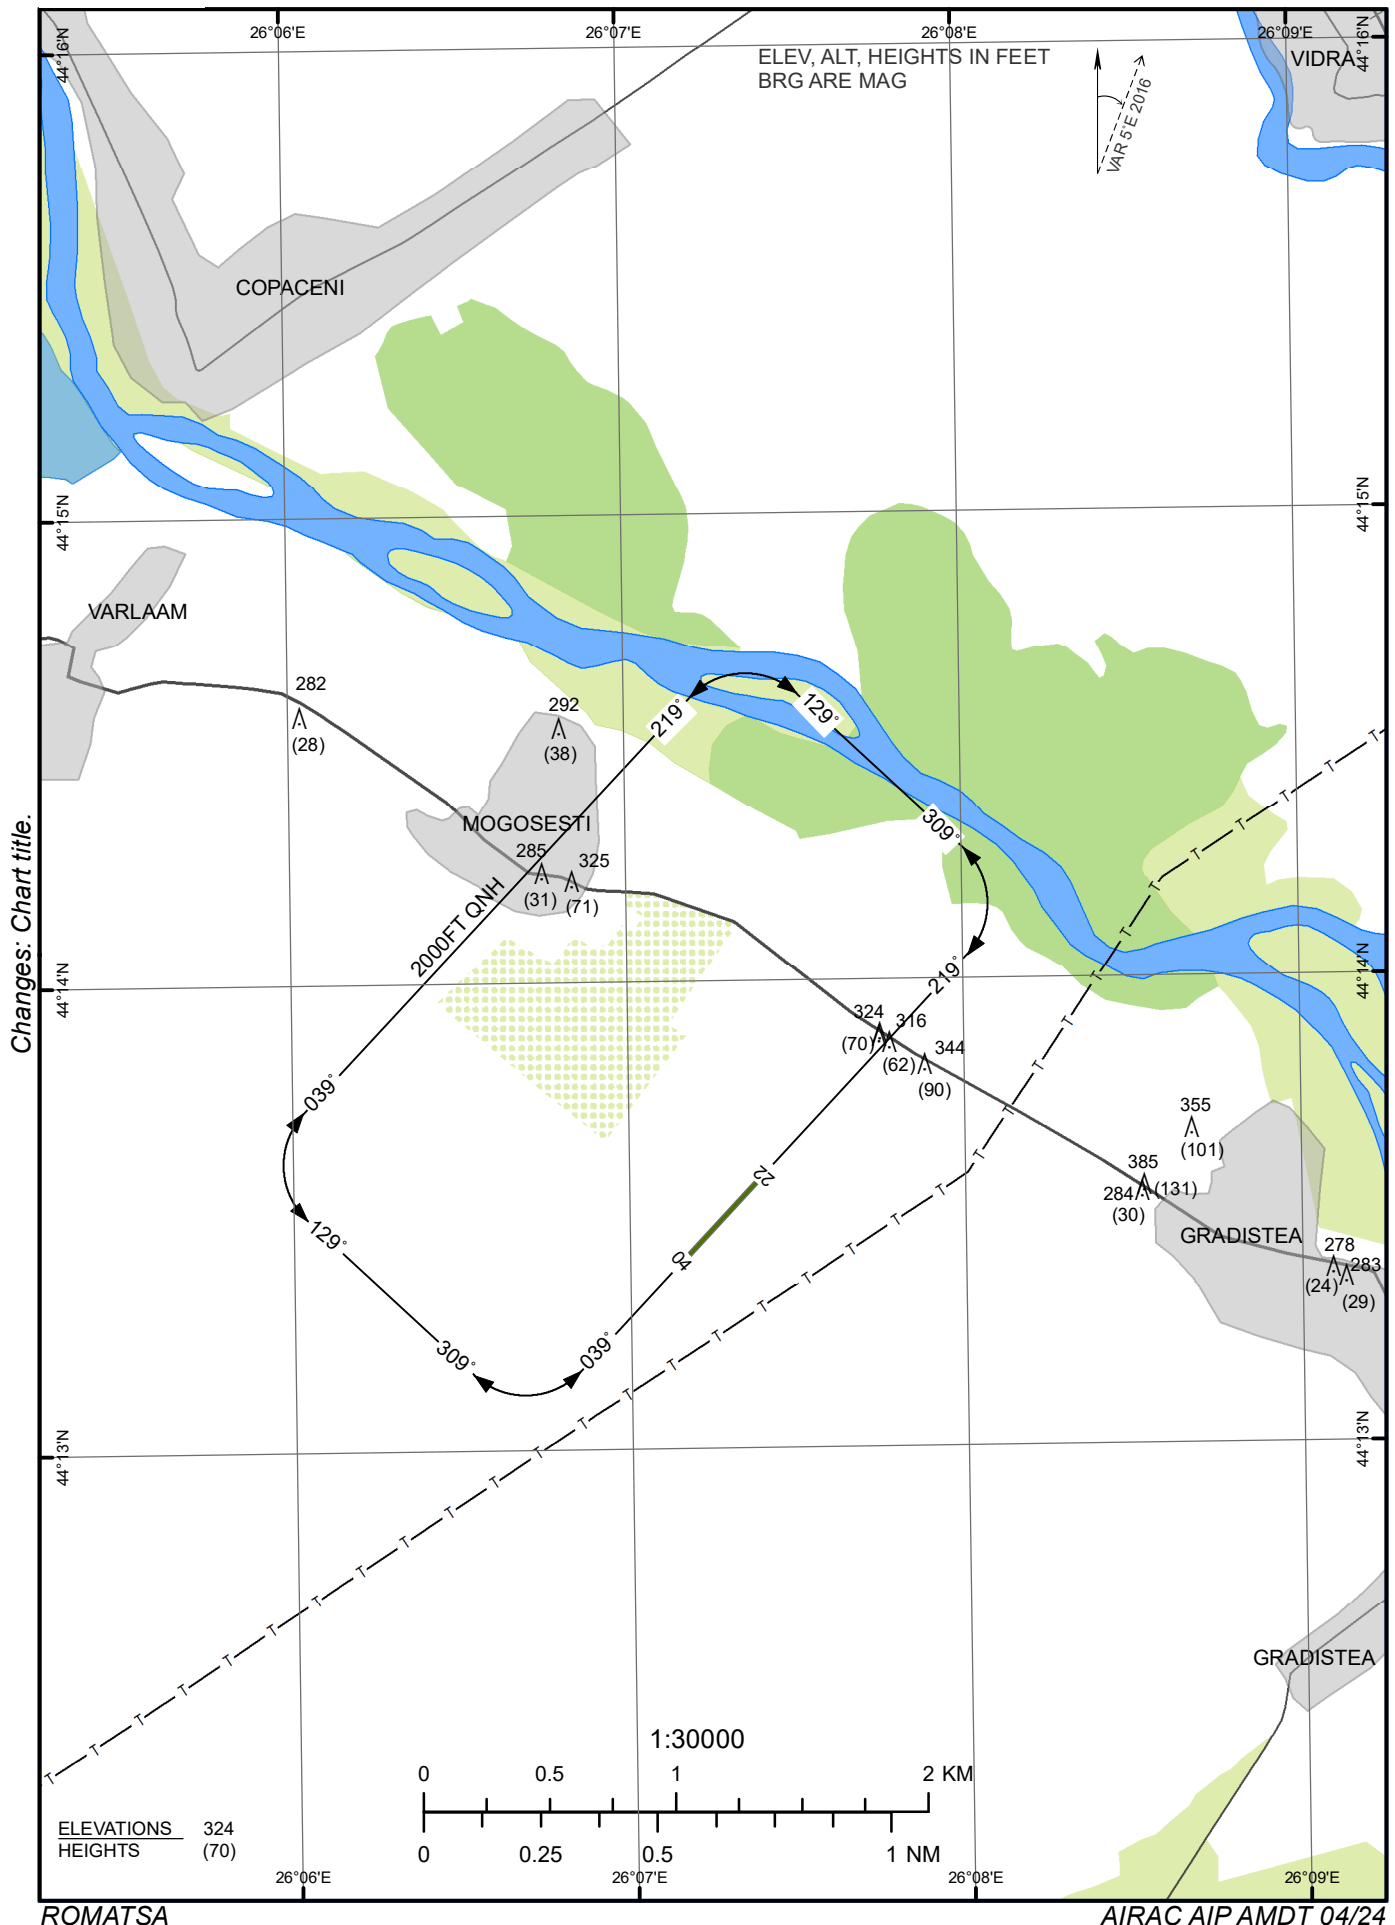 26°06'E
26°07'E
26°08'E
26°09'E
44°16'N
44°16'N
ELEV, ALT, HEIGHTS IN FEET
BRG ARE MAG
VAR 5°E 2016
VIDRA
COPACENI
44°15'N
44°15'N
VARLAAM
282
(28)
292
(38)
219°
129°
MOGOSESTI
309°
285
(31)
325
(71)
2000FT QNH
219°
44°14'N
44°14'N
324
(70)
316
(62)
344
(90)
039°
355
(101)
385
(131)
284
(30)
22
04
129°
GRADISTEA
278
(24)
283
(29)
309°
039°
44°13'N
44°13'N
T T T T T T T T T T T T T T T T T T T T T T T T T T T T T
Changes: Chart title.
GRADISTEA
1:30000
0 0.5 1 2 KM
0 0.25 0.5 1 NM
ELEVATIONS 324
HEIGHTS (70)
26°06'E
26°07'E
26°08'E
26°09'E
ROMATSA
AIRAC AIP AMDT 04/24